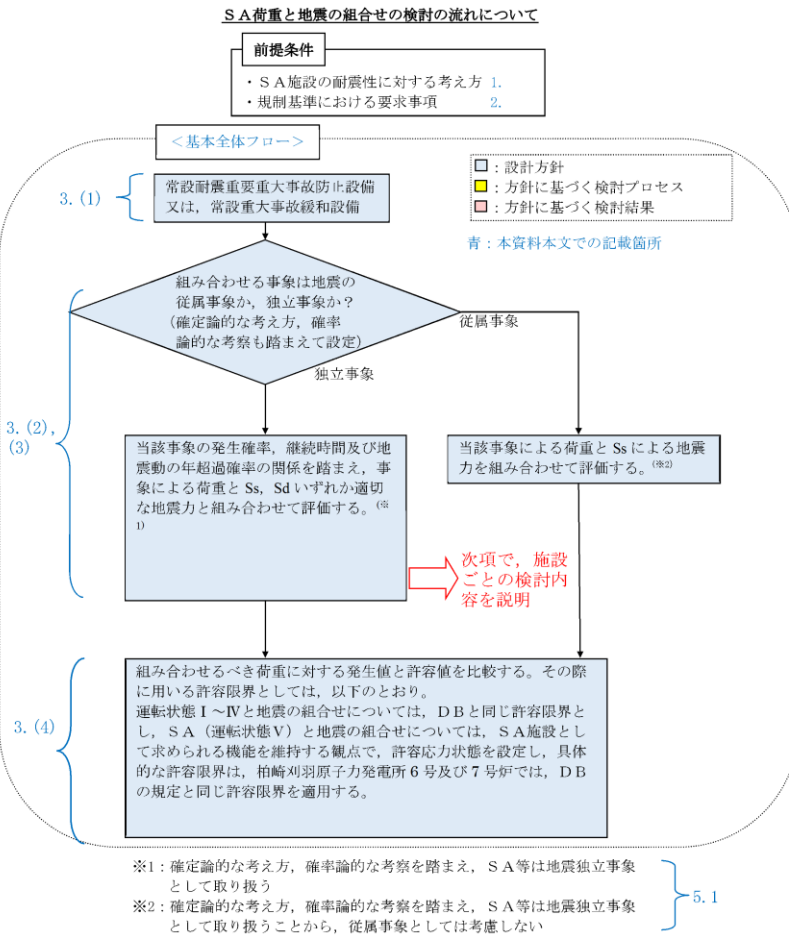 ＳＡ荷重と地震の組合せの検討の流れについて
前提条件
・ＳＡ施設の耐震性に対する考え方 1.
・規制基準における要求事項 2.
＜基本全体フロー＞
：設計方針
：方針に基づく検討プロセス
：方針に基づく検討結果
青：本資料本文での記載箇所
3. (1)
常設耐震重要重大事故防止設備
又は，常設重大事故緩和設備
組み合わせる事象は地震の
従属事象か，独立事象か？
（確定論的な考え方，確率
論的な考察も踏まえて設定）
従属事象
独立事象
3. (2),
(3)
当該事象の発生確率，継続時間及び地
震動の年超過確率の関係を踏まえ，事
象による荷重と Ss，Sd いずれか適切
な地震力と組み合わせて評価する。(※
1)
当該事象による荷重と Ss による地震
力を組み合わせて評価する。(※2)
次項で，施設
ごとの検討内
容を説明
3. (4)
組み合わせるべき荷重に対する発生値と許容値を比較する。その際
に用いる許容限界としては，以下のとおり。
運転状態Ⅰ～Ⅳと地震の組合せについては，ＤＢと同じ許容限界と
し，ＳＡ（運転状態Ⅴ）と地震の組合せについては，ＳＡ施設とし
て求められる機能を維持する観点で，許容応力状態を設定し，具体
的な許容限界は，柏崎刈羽原子力発電所６号及び７号炉では，ＤＢ
の規定と同じ許容限界を適用する。
※1：確定論的な考え方，確率論的な考察を踏まえ，ＳＡ等は地震独立事象
として取り扱う
※2：確定論的な考え方，確率論的な考察を踏まえ，ＳＡ等は地震独立事象
として取り扱うことから，従属事象としては考慮しない
5.1